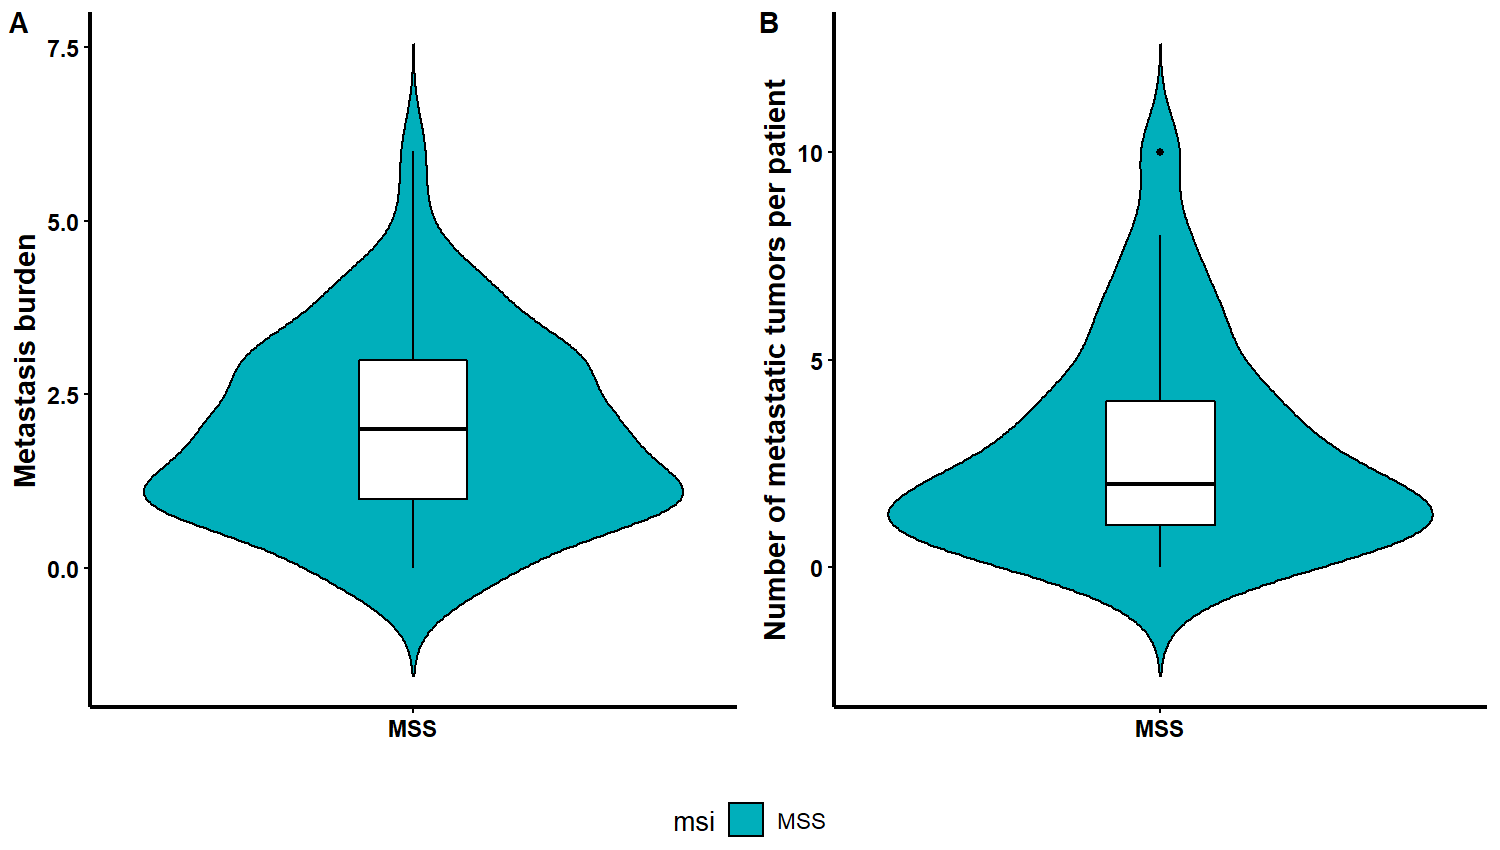 A
Metastasis burden
7.5
5.0
2.5
0.0
MSS
B
Number of metastatic tumors per patient
10
5
0
MSS
msi MSS